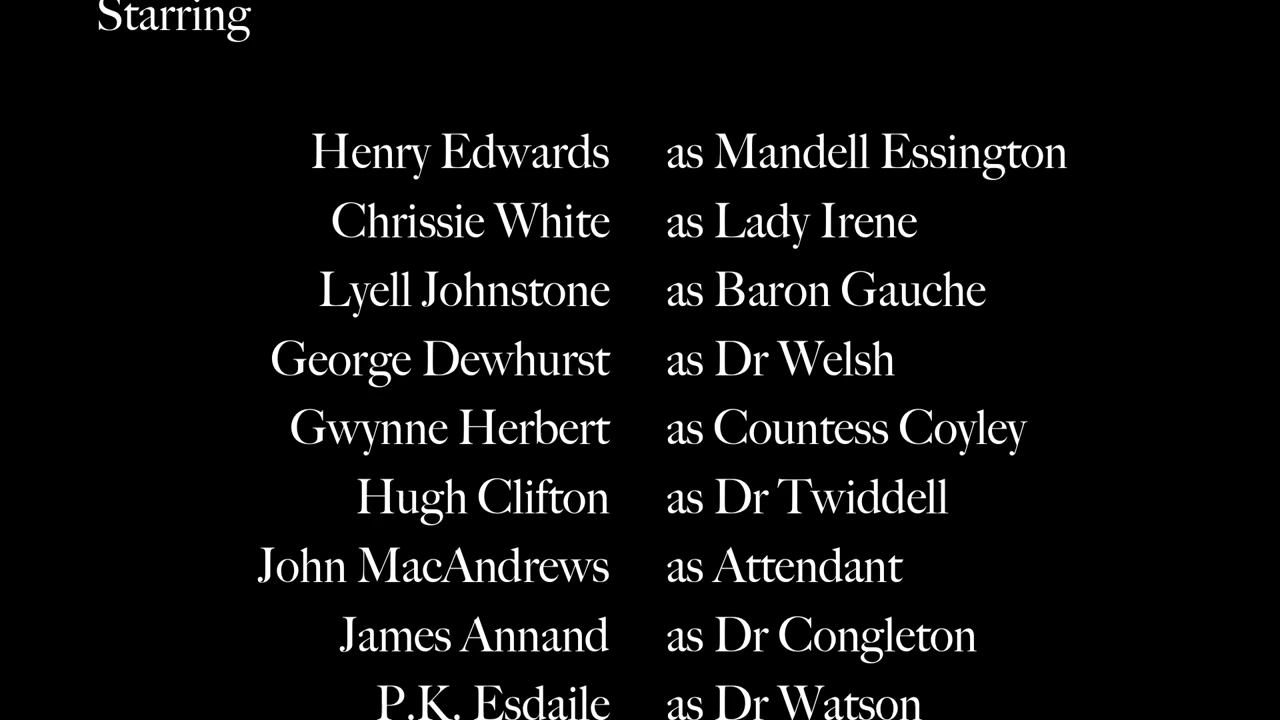 Starring
Henry Edwards as Mandell Essington
Chrissie White as Lady Irene
Lyell Johnstone as Baron Gauche
George Dewhurst as Dr Welsh
Gwynne Herbert as Countess Coyley
Hugh Clifton as Dr Twiddell
John MacAndrews as Attendant
James Annand as Dr Congleton
P.K. Esdaile as Dr Watson